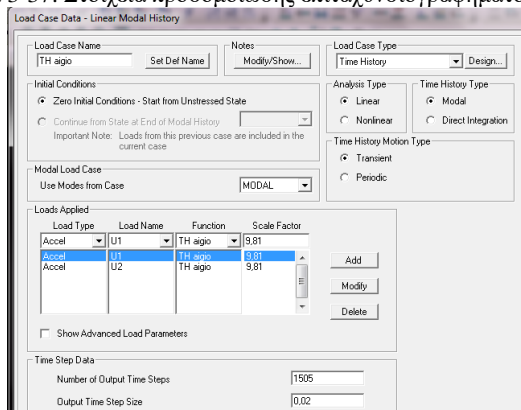 Load Case Data - Linear Modal History
Load Case Name
TH aigio
Set Def Name
Notes
Modify/Show...
Load Case Type
Time History
Design...
Initial Conditions
Zero Initial Conditions - Start from Unstressed State
Continue from State at End of Modal History
Important Note: Loads from this previous case are included in the
current case
Analysis Type
Linear
Nonlinear
Time History Type
Modal
Direct Integration
Time History Motion Type
Transient
Periodic
Modal Load Case
Use Modes from Case
MODAL
Loads Applied
Load Type Load Name Function Scale Factor
Accel U1 TH aigio 9,81
Accel U1 TH aigio 9,81
Accel U2 TH aigio 9,81
Add
Modify
Delete
Show Advanced Load Parameters
Time Step Data
Number of Output Time Steps 1505
Output Time Step Size 0,02